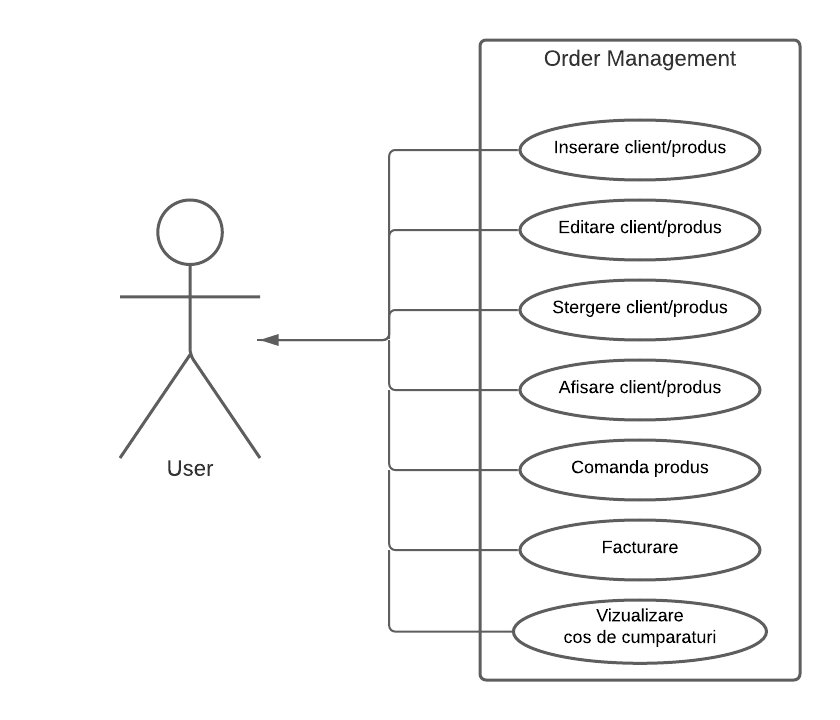 Order Management
Inserare client/produs
Editare client/produs
Stergere client/produs
Afisare client/produs
Comanda produs
Facturare
Vizualizare
cos de cumparaturi
User